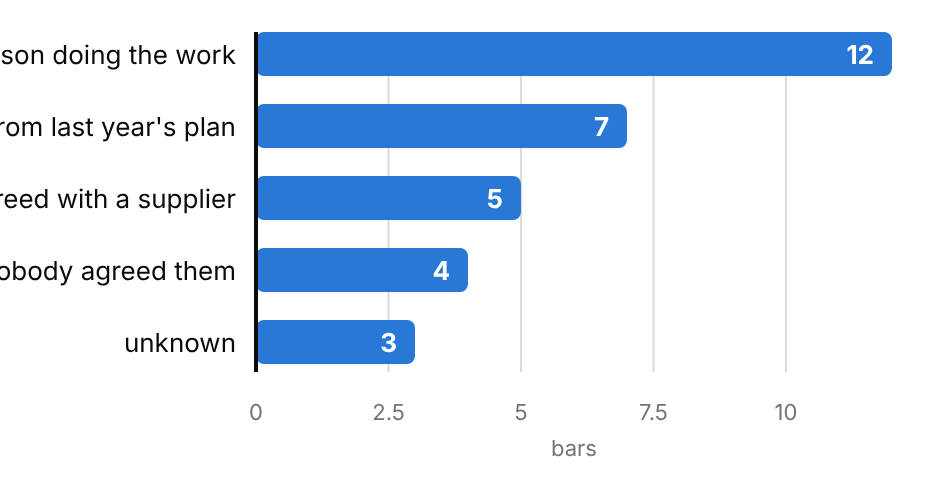 son doing the work
12
rom last year's plan
7
reed with a supplier
5
obody agreed them
4
unknown
3
0 2.5 5 7.5 10
bars